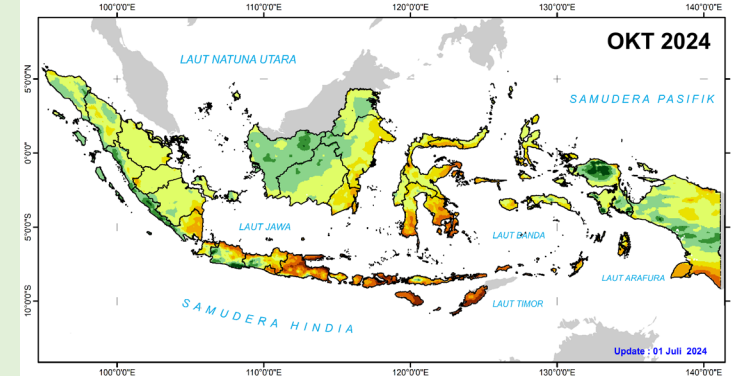 100°0'0"E 110°0'0"E 120°0'0"E 130°0'0"E 140°0'0"E
OKT 2024
LAUT NATUNA UTARA
5°0'0"N
SAMUDERA PASIFIK
0°0'0"
LAUT JAWA
LAUT BANDA
5°0'0"S
LAUT ARAFURA
10°0'0"S
SAMUDERA HINDIA
LAUT TIMOR
Update : 01 Juli 2024
100°0'0"E 110°0'0"E 120°0'0"E 130°0'0"E 140°0'0"E